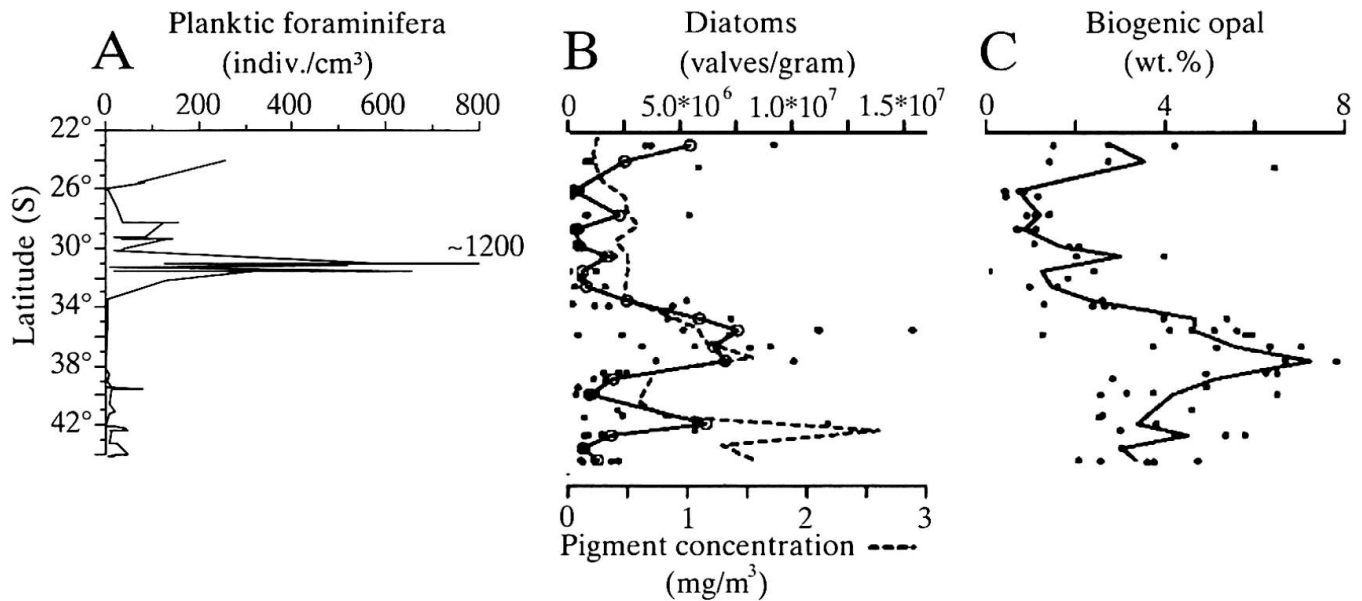 A
Planktic foraminifera
(indiv./cm³)
0 200 400 600 800
B
Diatoms
(valves/gram)
0 5.0*10⁶ 1.0*10⁷ 1.5*10⁷
C
Biogenic opal
(wt.%)
0 4 8
Latitude (S)
22°
26°
30°
34°
38°
42°
~1200
0 1 2 3
Pigment concentration
(mg/m³)